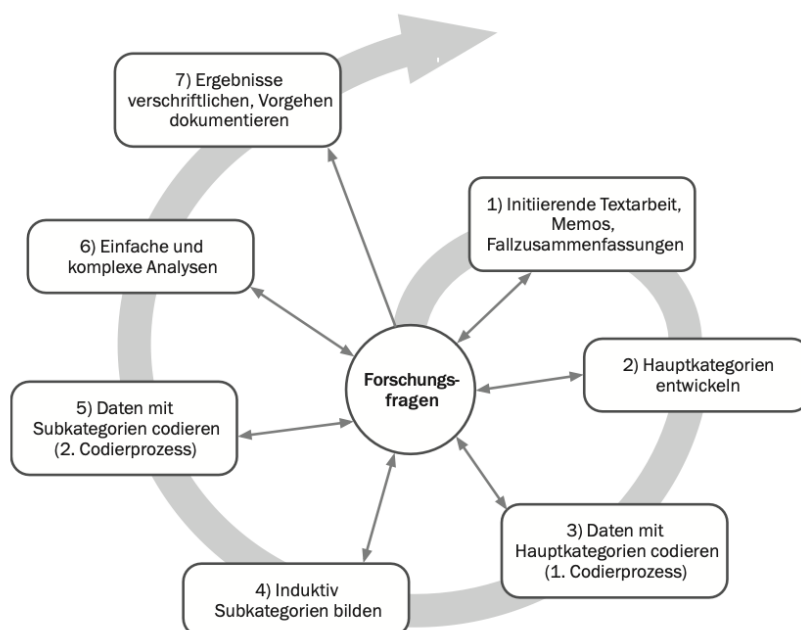 7) Ergebnisse
verschriftlichen, Vorgehen
dokumentieren
1) Initiierende Textarbeit,
Memos,
Fallzusammenfassungen
6) Einfache und
komplexe Analysen
Forschungs-
fragen
2) Hauptkategorien
entwickeln
5) Daten mit
Subkategorien codieren
(2. Codierprozess)
3) Daten mit
Hauptkategorien codieren
(1. Codierprozess)
4) Induktiv
Subkategorien bilden